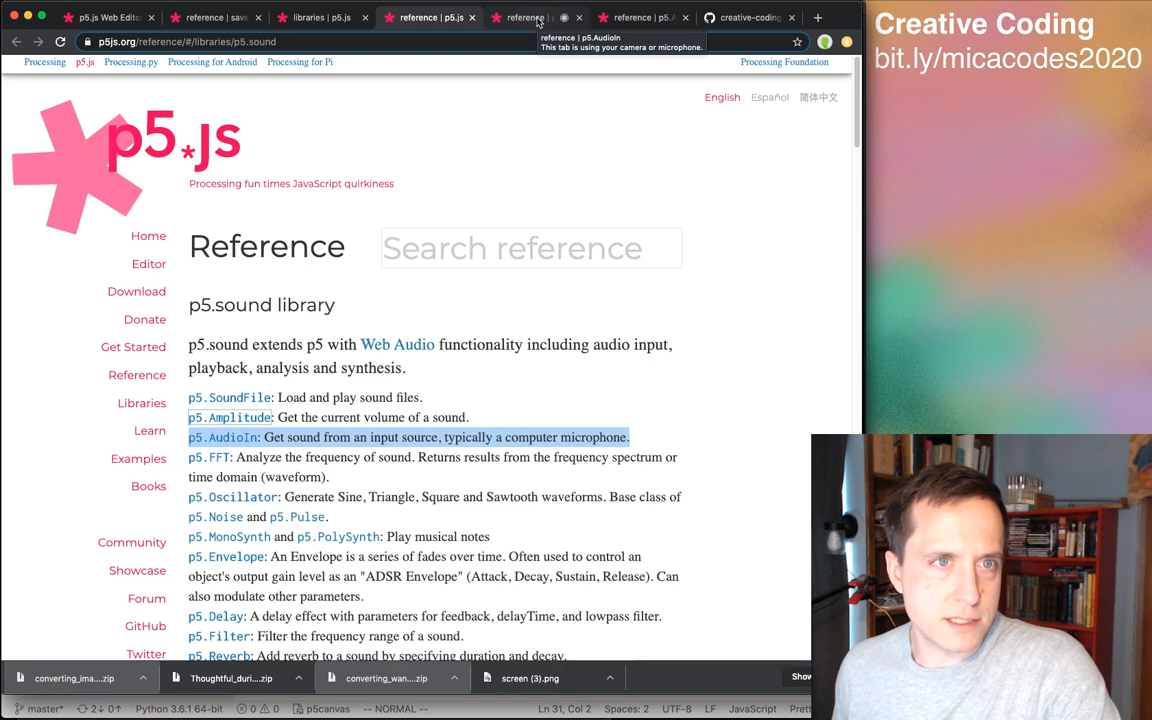 p5.js Web Edito
reference | save
libraries | p5.js
reference | p5.js
reference | p
reference | p5.A
creative-coding
p5js.org/reference/#/libraries/p5.sound
reference | p5.AudioIn
This tab is using your camera or microphone.
Creative Coding
bit.ly/micacodes2020
Processing p5.js Processing.py Processing for Android Processing for Pi Processing Foundation
English Español 简体中文
p5*js
Processing fun times JavaScript quirkiness
Home
Editor
Download
Donate
Get Started
Reference
Libraries
Learn
Examples
Books
Community
Showcase
Forum
GitHub
Twitter
Reference
Search reference
p5.sound library
p5.sound extends p5 with Web Audio functionality including audio input,
playback, analysis and synthesis.
p5.SoundFile: Load and play sound files.
p5.Amplitude: Get the current volume of a sound.
p5.AudioIn: Get sound from an input source, typically a computer microphone.
p5.FFT: Analyze the frequency of sound. Returns results from the frequency spectrum or
time domain (waveform).
p5.Oscillator: Generate Sine, Triangle, Square and Sawtooth waveforms. Base class of
p5.Noise and p5.Pulse.
p5.MonoSynth and p5.PolySynth: Play musical notes
p5.Envelope: An Envelope is a series of fades over time. Often used to control an
object's output gain level as an "ADSR Envelope" (Attack, Decay, Sustain, Release). Can
also modulate other parameters.
p5.Delay: A delay effect with parameters for feedback, delayTime, and lowpass filter.
p5.Filter: Filter the frequency range of a sound.
p5.Reverb: Add reverb to a sound by specifying duration and decay.
converting_ima....zip
Thoughtful_duri....zip
converting_wan....zip
screen (3).png
Show
master* 2↓ 0↑ Python 3.6.1 64-bit 0 0 p5canvas -- NORMAL -- Ln 31, Col 2 Spaces: 2 UTF-8 LF JavaScript Prett